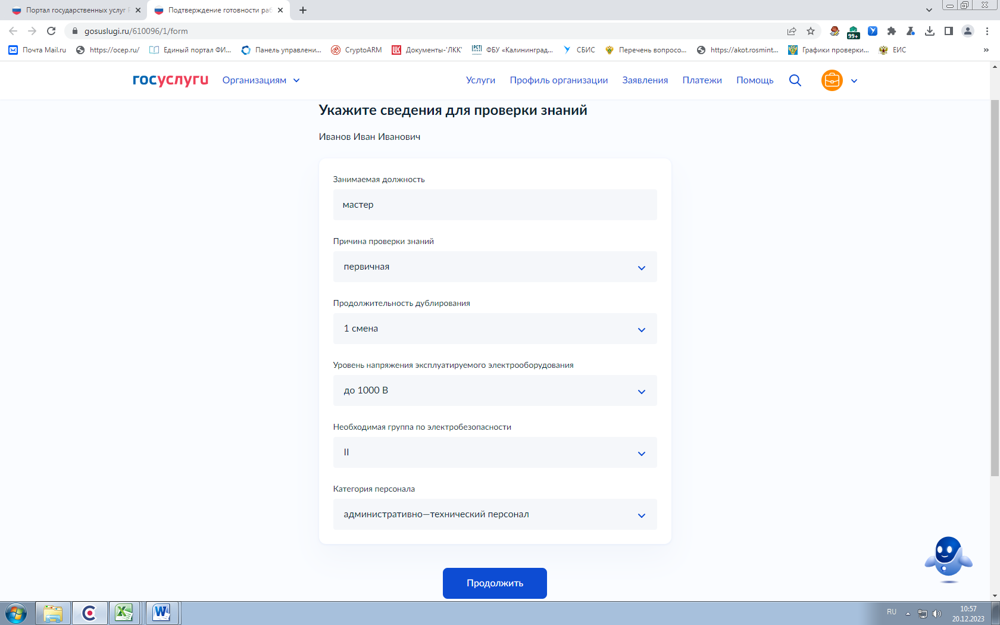 Портал государственных услуг
Подтверждение готовности раб
gosuslugi.ru/610096/1/form
99+
Почта Mail.ru
https://ocep.ru/
Единый портал ФИ...
Панель управлени...
CryptoARM
Документы-'ЛКК'
ФБУ «Калининград...
СБИС
Перечень вопросо...
https://akot.rosmint...
Графики проверки...
ЕИС
»
госуслуги
Организациям
Услуги
Профиль организации
Заявления
Платежи
Помощь
Укажите сведения для проверки знаний
Иванов Иван Иванович
Занимаемая должность
мастер
Причина проверки знаний
первичная
Продолжительность дублирования
1 смена
Уровень напряжения эксплуатируемого электрооборудования
до 1000 В
Необходимая группа по электробезопасности
II
Категория персонала
административно—технический персонал
Продолжить
RU
10:57
20.12.2023